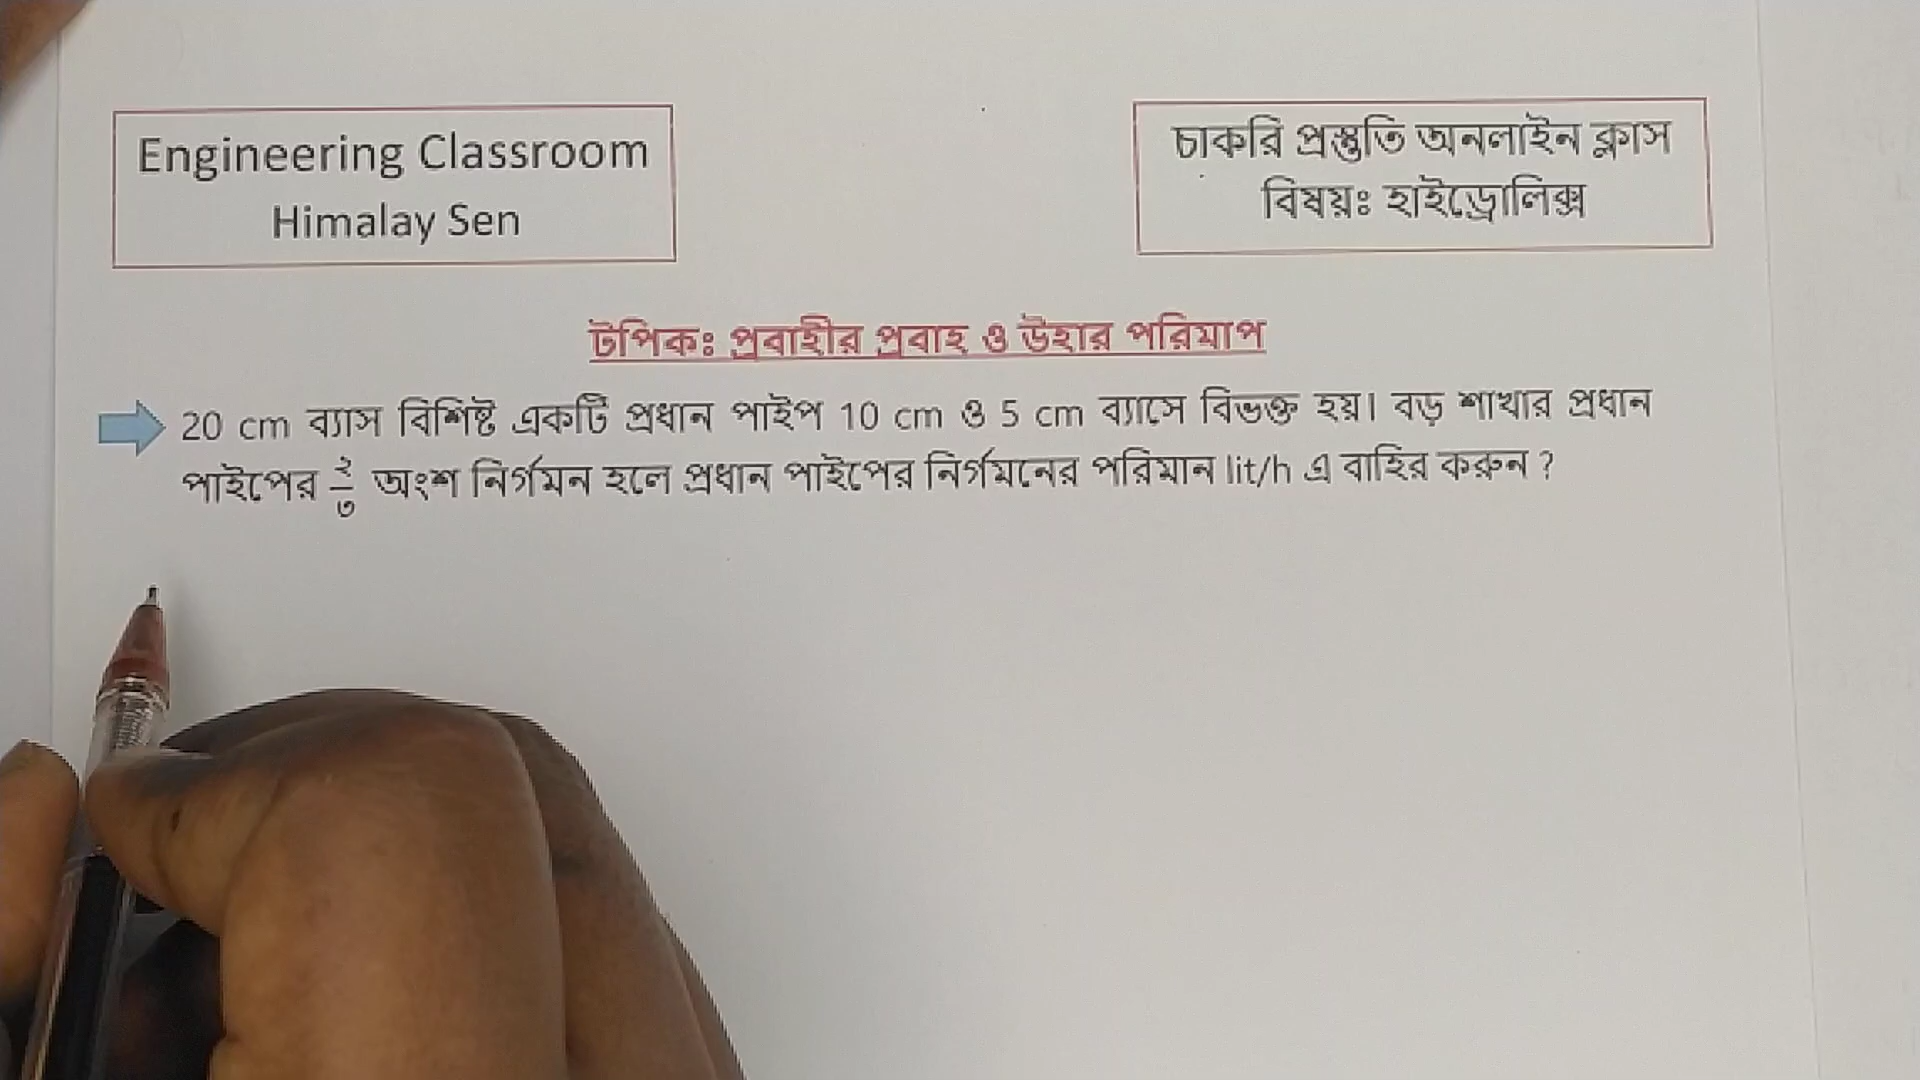 Engineering Classroom
Himalay Sen
চাকরি প্রস্তুতি অনলাইন ক্লাস
বিষয়ঃ হাইড্রোলিক্স
টপিকঃ প্রবাহীর প্রবাহ ও উহার পরিমাপ
20 cm ব্যাস বিশিষ্ট একটি প্রধান পাইপ 10 cm ও 5 cm ব্যাসে বিভক্ত হয়। বড় শাখার প্রধান
পাইপের ২/৩ অংশ নির্গমন হলে প্রধান পাইপের নির্গমনের পরিমান lit/h এ বাহির করুন ?